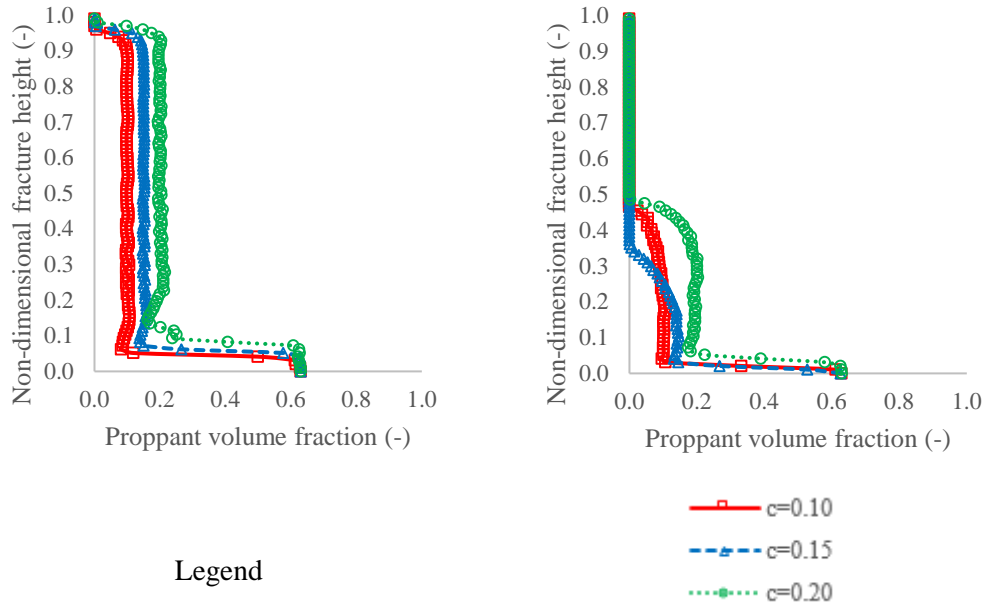 Non-dimensional fracture height (-)
1.0
0.9
0.8
0.7
0.6
0.5
0.4
0.3
0.2
0.1
0.0
0.0 0.2 0.4 0.6 0.8 1.0
Proppant volume fraction (-)
Non-dimensional fracture height (-)
1.0
0.9
0.8
0.7
0.6
0.5
0.4
0.3
0.2
0.1
0.0
0.0 0.2 0.4 0.6 0.8 1.0
Proppant volume fraction (-)
Legend
c=0.10
c=0.15
c=0.20